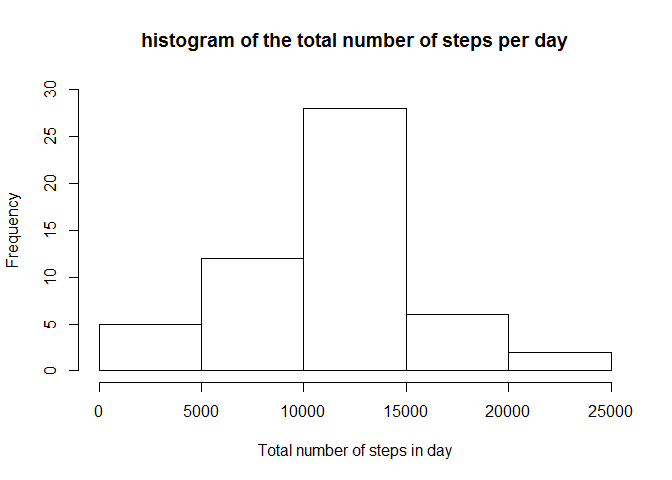 histogram of the total number of steps per day
Frequency
30
25
20
15
10
5
0
0 5000 10000 15000 20000 25000
Total number of steps in day